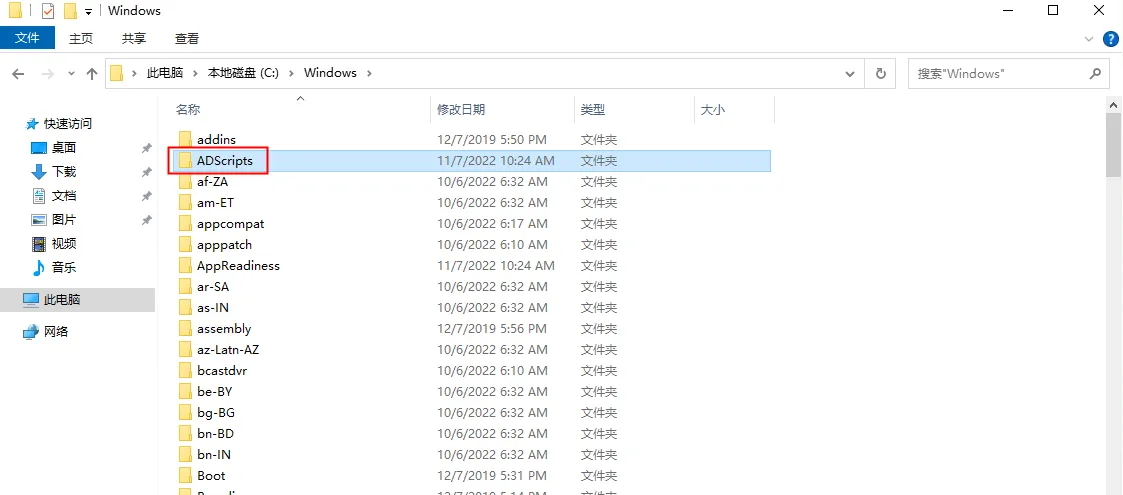 Windows
文件 主页 共享 查看
此电脑 本地磁盘 (C:) Windows 搜索"Windows"
快速访问
桌面
下载
文档
图片
视频
音乐
此电脑
网络
名称 修改日期 类型 大小
addins 12/7/2019 5:50 PM 文件夹
ADScripts 11/7/2022 10:24 AM 文件夹
af-ZA 10/6/2022 6:32 AM 文件夹
am-ET 10/6/2022 6:32 AM 文件夹
appcompat 10/6/2022 6:17 AM 文件夹
apppatch 10/6/2022 6:10 AM 文件夹
AppReadiness 11/7/2022 10:24 AM 文件夹
ar-SA 10/6/2022 6:32 AM 文件夹
as-IN 10/6/2022 6:32 AM 文件夹
assembly 12/7/2019 5:56 PM 文件夹
az-Latn-AZ 10/6/2022 6:32 AM 文件夹
bcastdvr 10/6/2022 6:10 AM 文件夹
be-BY 10/6/2022 6:32 AM 文件夹
bg-BG 10/6/2022 6:32 AM 文件夹
bn-BD 10/6/2022 6:32 AM 文件夹
bn-IN 10/6/2022 6:32 AM 文件夹
Boot 12/7/2019 5:31 PM 文件夹